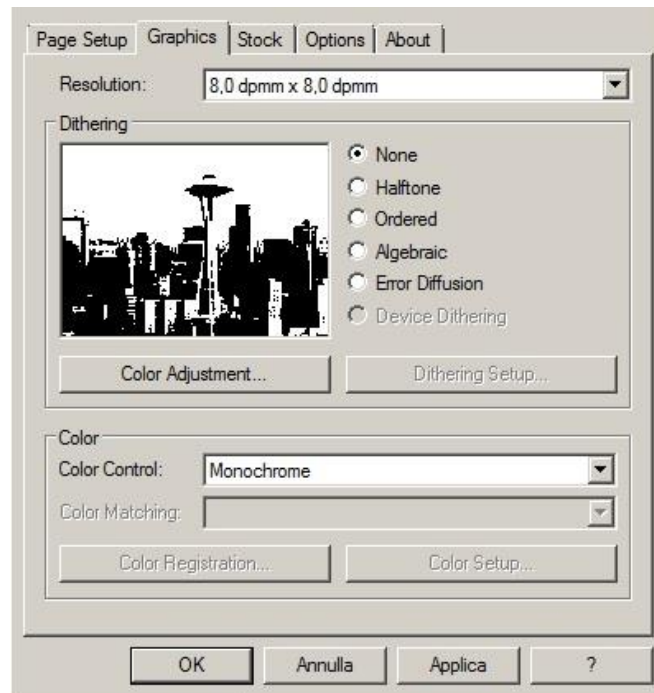 Page Setup Graphics Stock Options About
Resolution: 8,0 dpmm x 8,0 dpmm
Dithering
None
Halftone
Ordered
Algebraic
Error Diffusion
Device Dithering
Color Adjustment... Dithering Setup...
Color
Color Control: Monochrome
Color Matching:
Color Registration... Color Setup...
OK Annulla Applica ?